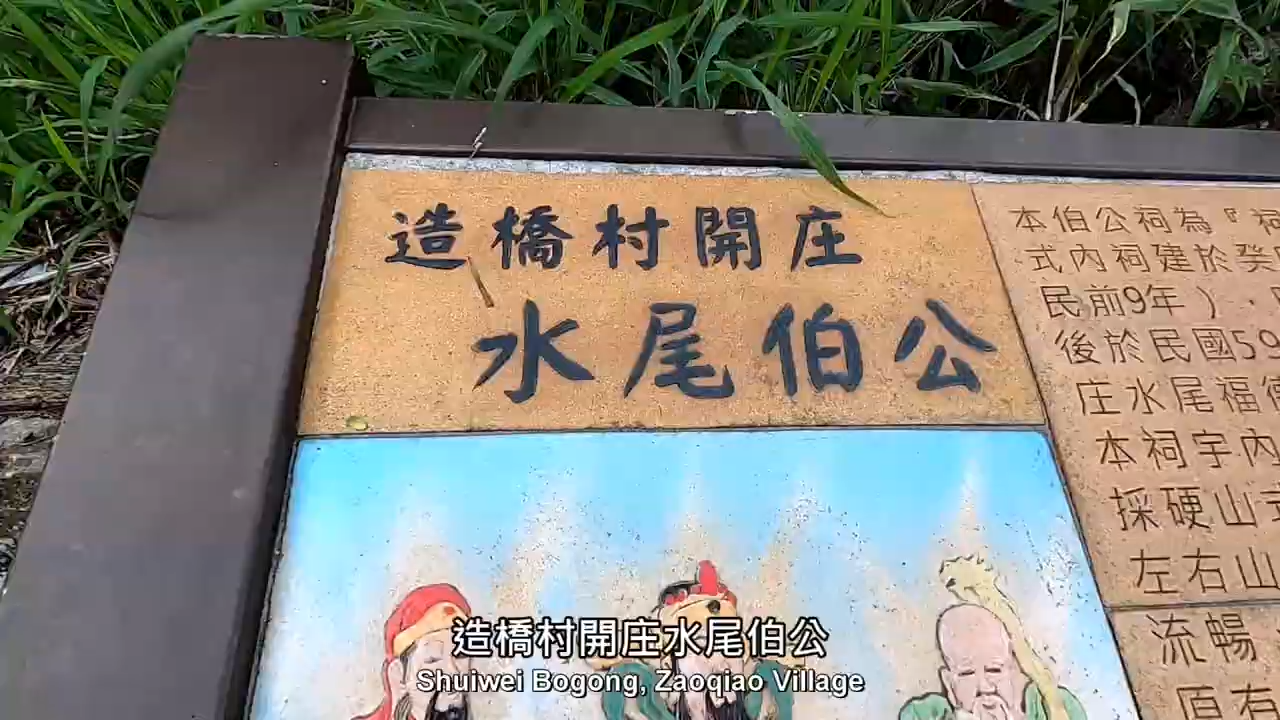 造橋村開庄
水尾伯公
本伯公祠為『祠
式內祠建於癸
民前9年），
後於民國59
庄水尾福
本祠宇內
採硬山
左右山
流暢
原有
造橋村開庄水尾伯公
Shuiwei Bogong, Zaoqiao Village